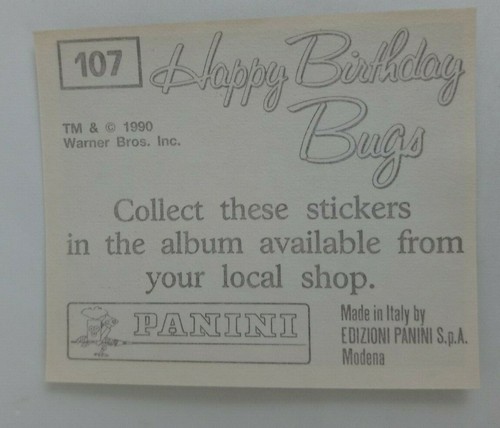 107
Happy Birthday
Bugs
TM & © 1990
Warner Bros. Inc.
Collect these stickers
in the album available from
your local shop.
PANINI
Made in Italy by
EDIZIONI PANINI S.p.A.
Modena